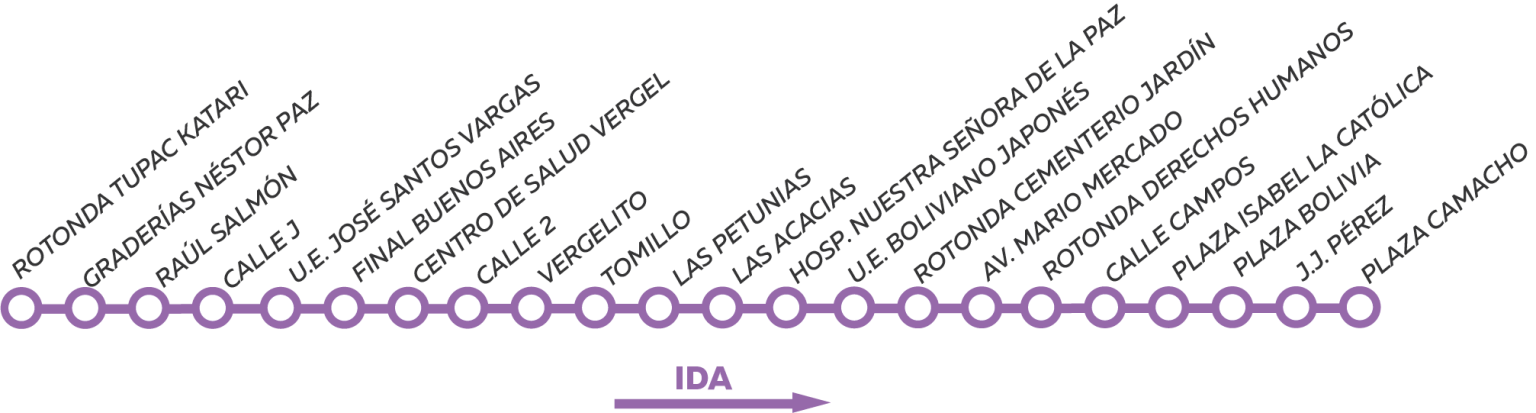 ROTONDA TUPAC KATARI
GRADERÍAS NÉSTOR PAZ
RAÚL SALMÓN
CALLE J
U.E. JOSÉ SANTOS VARGAS
FINAL BUENOS AIRES
CENTRO DE SALUD VERGEL
CALLE 2
VERGELITO
TOMILLO
LAS PETUNIAS
LAS ACACIAS
HOSP. NUESTRA SEÑORA DE LA PAZ
U.E. BOLIVIANO JAPONÉS
ROTONDA CEMENTERIO JARDÍN
AV. MARIO MERCADO
ROTONDA DERECHOS HUMANOS
CALLE CAMPOS
PLAZA ISABEL LA CATÓLICA
PLAZA BOLIVIA
J.J. PÉREZ
PLAZA CAMACHO
IDA